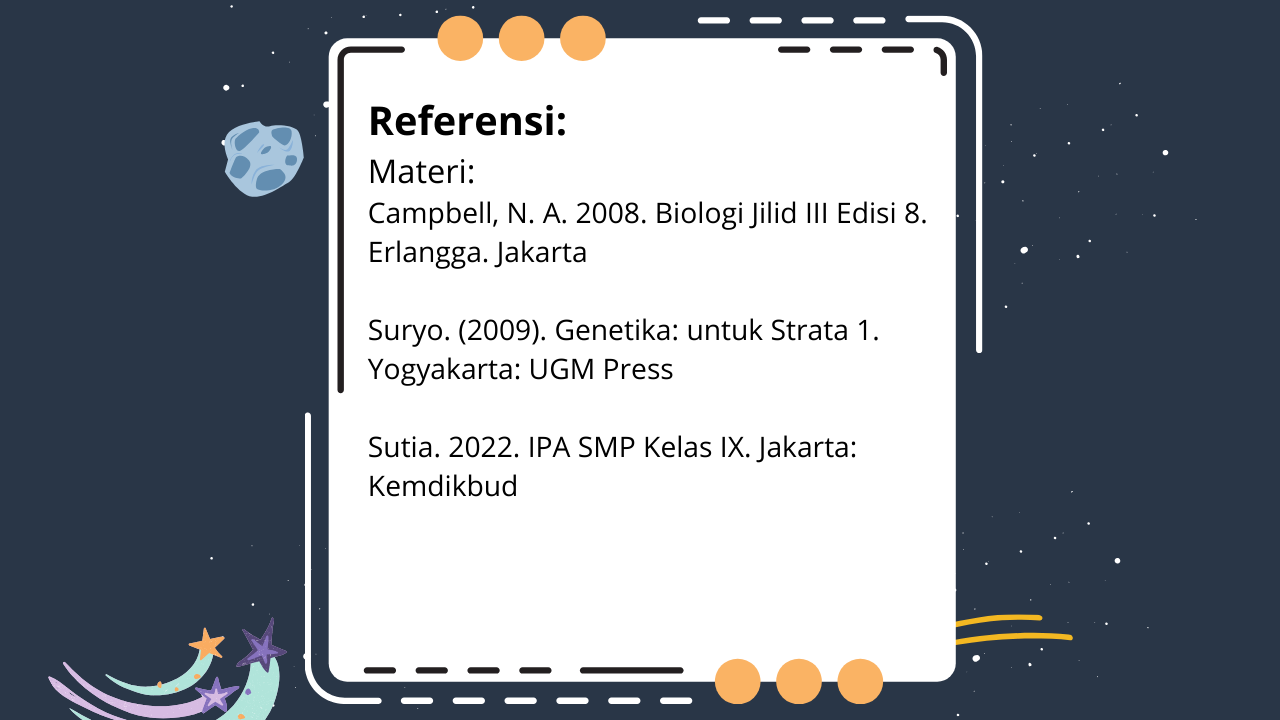 Referensi:
Materi:
Campbell, N. A. 2008. Biologi Jilid III Edisi 8.
Erlangga. Jakarta
Suryo. (2009). Genetika: untuk Strata 1.
Yogyakarta: UGM Press
Sutia. 2022. IPA SMP Kelas IX. Jakarta:
Kemdikbud